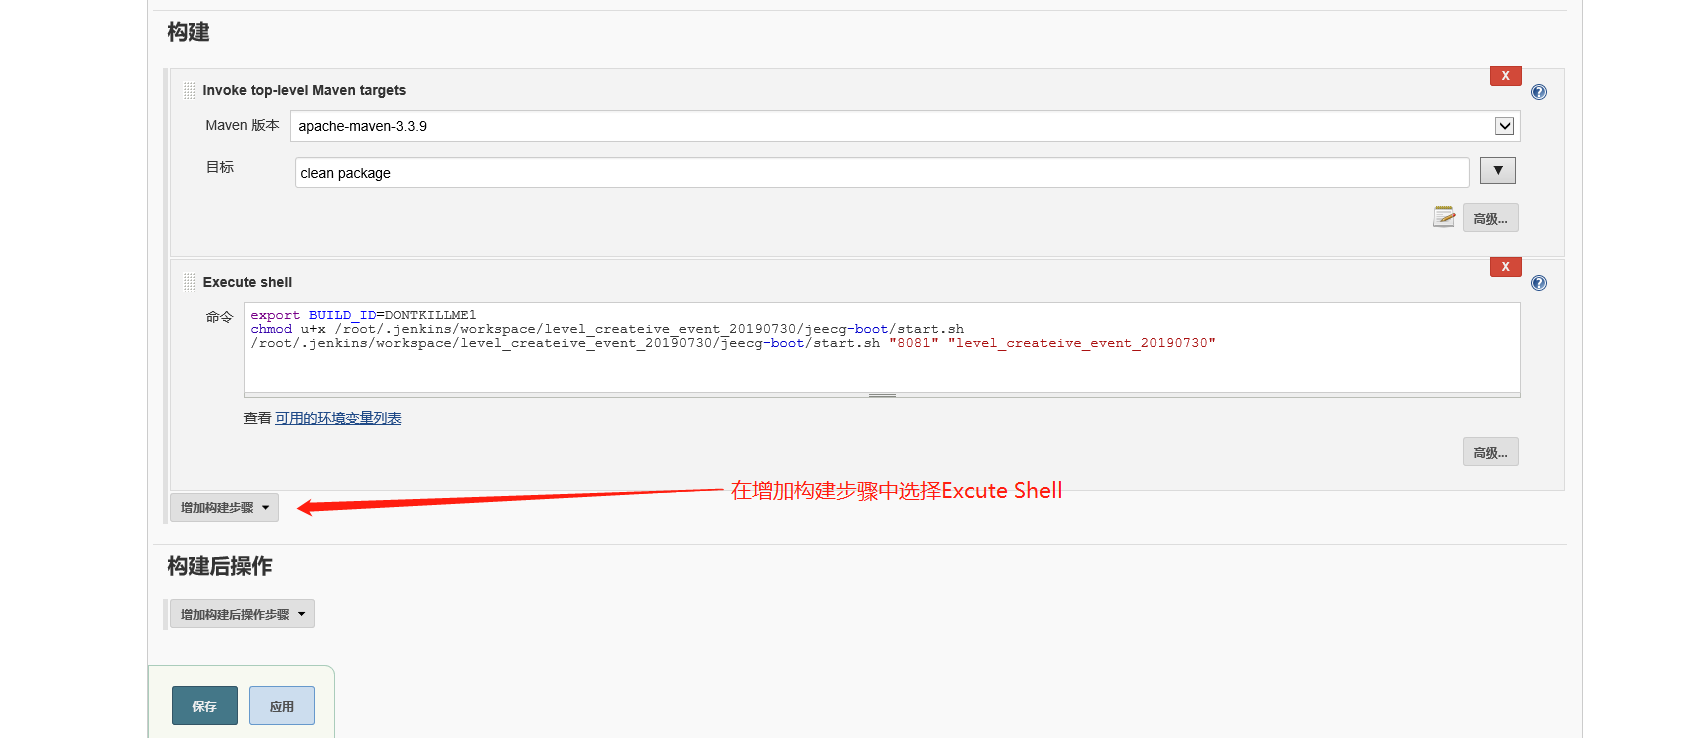 构建
X
Invoke top-level Maven targets
Maven 版本
apache-maven-3.3.9
目标
clean package
▼
高级...
X
Execute shell
命令
export BUILD_ID=DONTKILLME1
chmod u+x /root/.jenkins/workspace/level_createive_event_20190730/jeecg-boot/start.sh
/root/.jenkins/workspace/level_createive_event_20190730/jeecg-boot/start.sh "8081" "level_createive_event_20190730"
查看 可用的环境变量列表
高级...
在增加构建步骤中选择Excute Shell
增加构建步骤
构建后操作
增加构建后操作步骤
保存
应用